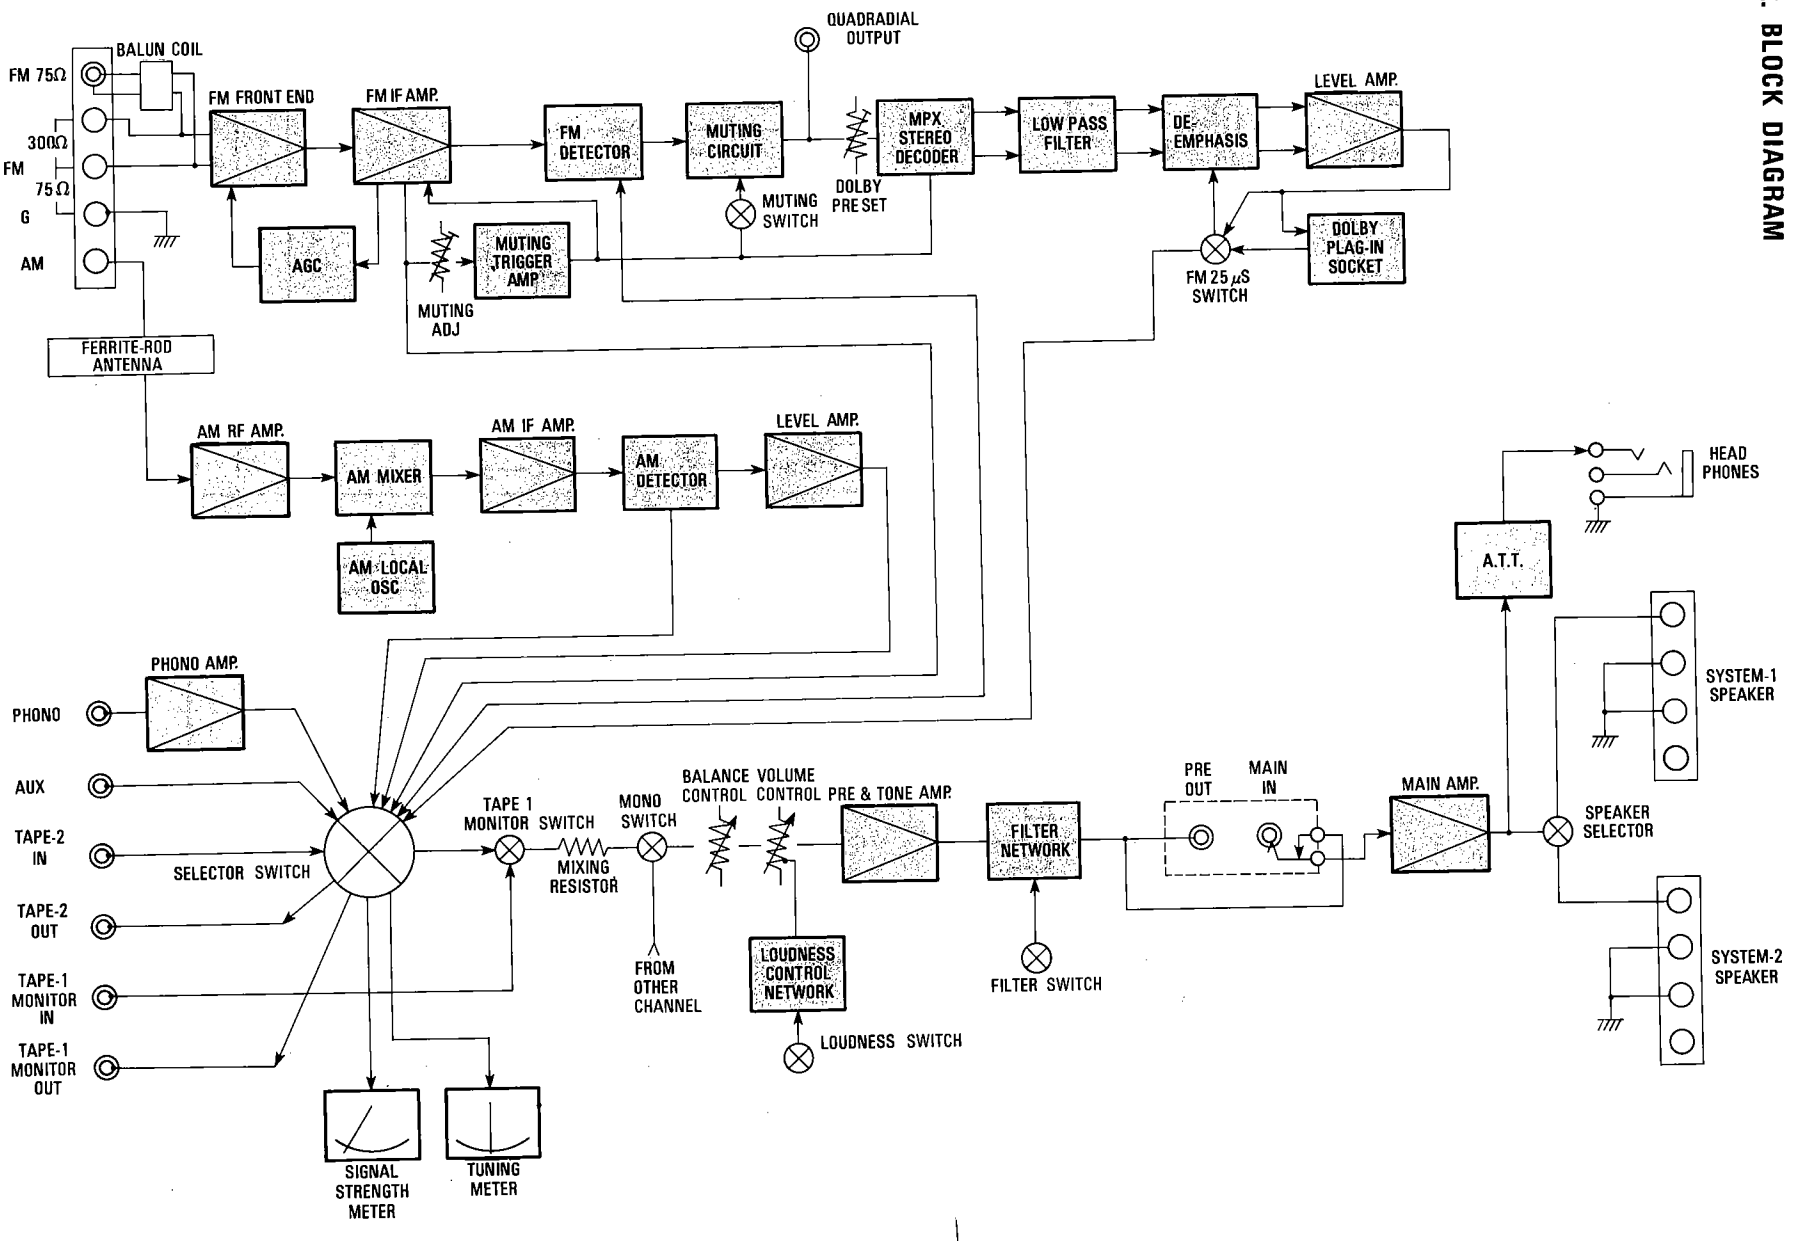 . BLOCK DIAGRAM
QUADRADIAL
OUTPUT
BALUN COIL
FM 75Ω
300Ω
FM
75Ω
G
AM
FM FRONT END
FM IF AMP.
FM
DETECTOR
MUTING
CIRCUIT
MPX
STEREO
DECODER
LOW PASS
FILTER
DE-
EMPHASIS
LEVEL AMP.
DOLBY
PRESET
MUTING
SWITCH
AGC
MUTING
TRIGGER
AMP
MUTING
ADJ
DOLBY
PLAG-IN
SOCKET
FM 25 μS
SWITCH
FERRITE-ROD
ANTENNA
AM RF AMP.
AM MIXER
AM IF AMP.
AM
DETECTOR
LEVEL AMP.
AM LOCAL
OSC
HEAD
PHONES
A.T.T.
SYSTEM-1
SPEAKER
PHONO AMP.
PHONO
AUX
TAPE-2
IN
SELECTOR SWITCH
TAPE-2
OUT
TAPE-1
MONITOR
IN
TAPE-1
MONITOR
OUT
TAPE 1
MONITOR SWITCH
MIXING
RESISTOR
MONO
SWITCH
FROM
OTHER
CHANNEL
BALANCE VOLUME
CONTROL CONTROL PRE & TONE AMP.
LOUDNESS
CONTROL
NETWORK
LOUDNESS SWITCH
FILTER
NETWORK
FILTER SWITCH
PRE
OUT
MAIN
IN
MAIN AMP.
SPEAKER
SELECTOR
SYSTEM-2
SPEAKER
SIGNAL
STRENGTH
METER
TUNING
METER